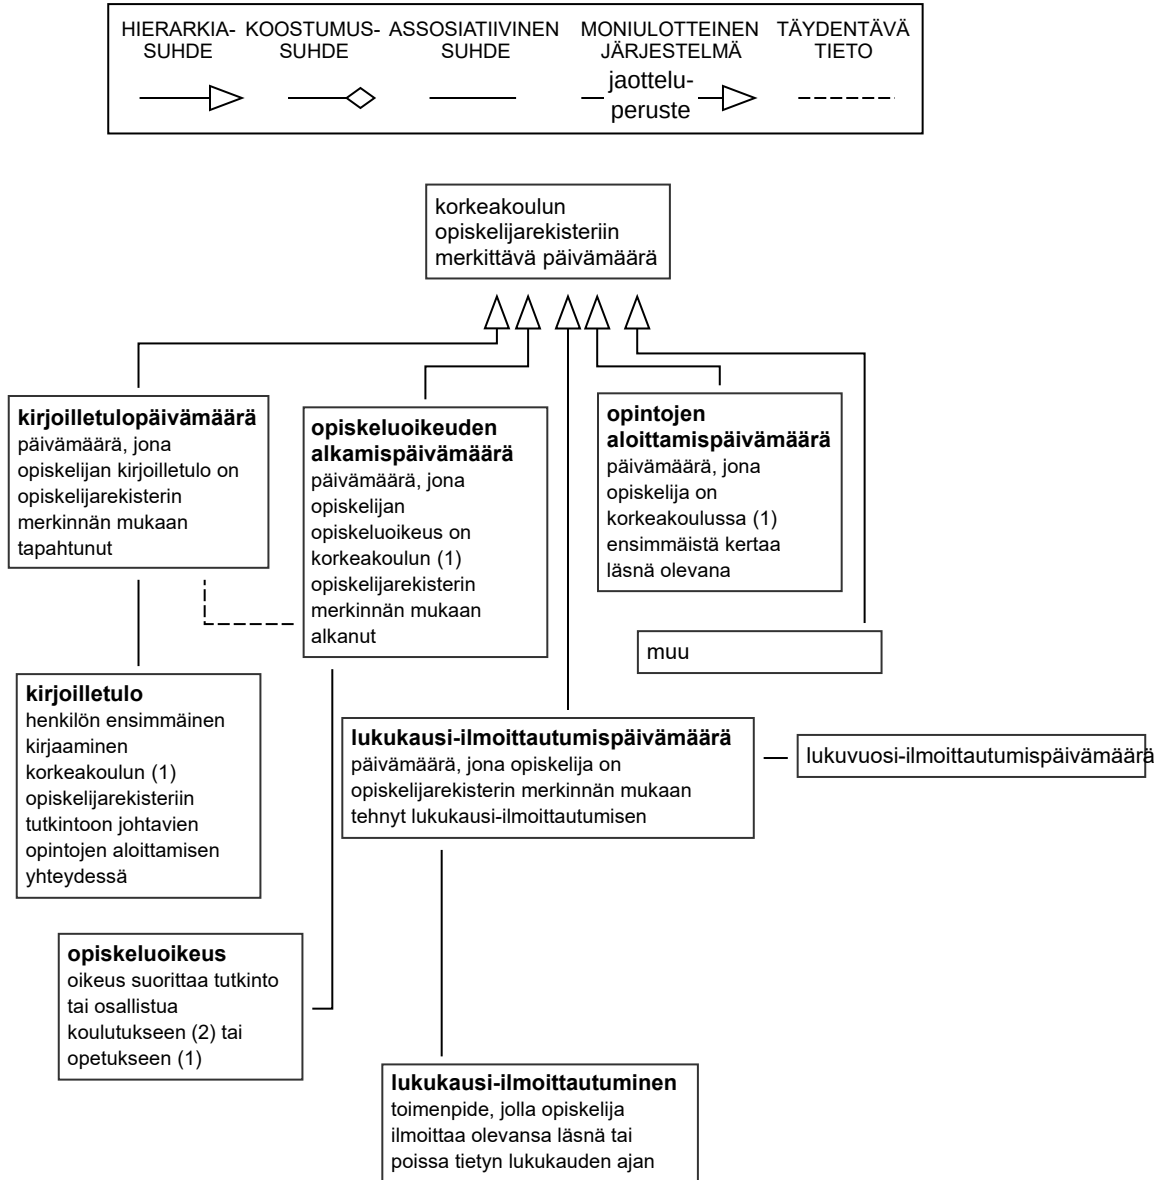 HIERARKIA-
SUHDE
KOOSTUMUS-
SUHDE
ASSOSIATIIVINEN
SUHDE
MONIULOTTEINEN
JÄRJESTELMÄ
TÄYDENTÄVÄ
TIETO
jaottelu-
peruste
korkeakoulun
opiskelijarekisteriin
merkittävä päivämäärä
kirjoilletulopäivämäärä
päivämäärä, jona
opiskelijan kirjoilletulo on
opiskelijarekisterin
merkinnän mukaan
tapahtunut
opiskeluoikeuden
alkamispäivämäärä
päivämäärä, jona
opiskelijan
opiskeluoikeus on
korkeakoulun (1)
opiskelijarekisterin
merkinnän mukaan
alkanut
opintojen
aloittamispäivämäärä
päivämäärä, jona
opiskelija on
korkeakoulussa (1)
ensimmäistä kertaa
läsnä olevana
muu
kirjoilletulo
henkilön ensimmäinen
kirjaaminen
korkeakoulun (1)
opiskelijarekisteriin
tutkintoon johtavien
opintojen aloittamisen
yhteydessä
lukukausi-ilmoittautumispäivämäärä
päivämäärä, jona opiskelija on
opiskelijarekisterin merkinnän mukaan
tehnyt lukukausi-ilmoittautumisen
lukuvuosi-ilmoittautumispäivämäärä
opiskeluoikeus
oikeus suorittaa tutkinto
tai osallistua
koulutukseen (2) tai
opetukseen (1)
lukukausi-ilmoittautuminen
toimenpide, jolla opiskelija
ilmoittaa olevansa läsnä tai
poissa tietyn lukukauden ajan